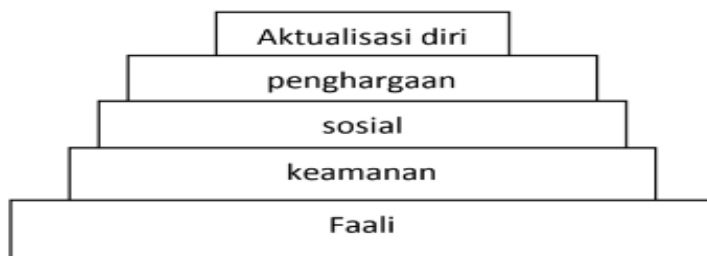 Aktualisasi diri
penghargaan
sosial
keamanan
Faali